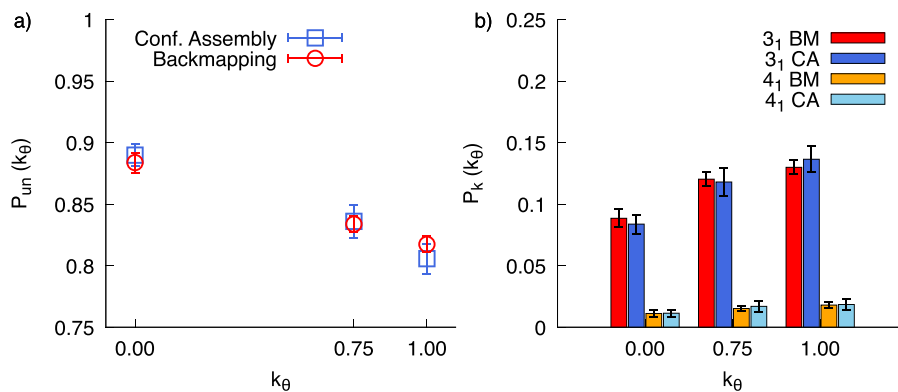 a)
1
0.95
0.9
0.85
0.8
0.75
P_un (k_θ)
Conf. Assembly
Backmapping
0.00 0.75 1.00
k_θ
b)
0.25
0.2
0.15
0.1
0.05
0
P_k (k_θ)
3_1 BM
3_1 CA
4_1 BM
4_1 CA
0.00 0.75 1.00
k_θ